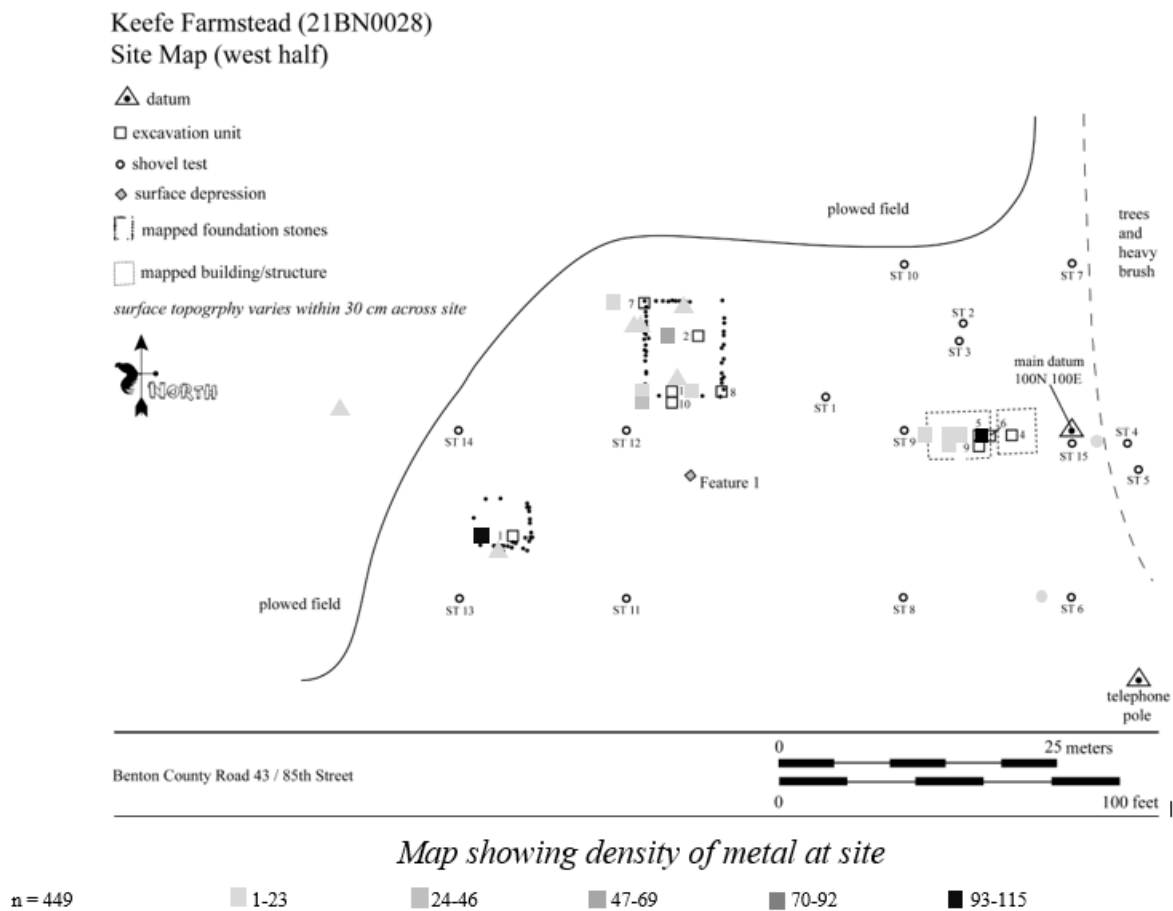 Keefe Farmstead (21BN0028)
Site Map (west half)
datum
excavation unit
shovel test
surface depression
mapped foundation stones
mapped building/structure
surface topogrphy varies within 30 cm across site
NORTH
plowed field
trees
and
heavy
brush
ST 10
ST 7
7
2
ST 2
ST 3
main datum
100N 100E
1
8
10
ST 1
ST 14
ST 12
ST 9
5
6
4
9
ST 15
ST 4
ST 5
Feature 1
plowed field
ST 13
ST 11
ST 8
ST 6
telephone
pole
0
25 meters
Benton County Road 43 / 85th Street
0
100 feet
Map showing density of metal at site
n = 449
1-23
24-46
47-69
70-92
93-115